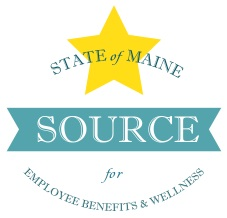 STATE of MAINE
SOURCE
for
EMPLOYEE BENEFITS & WELLNESS